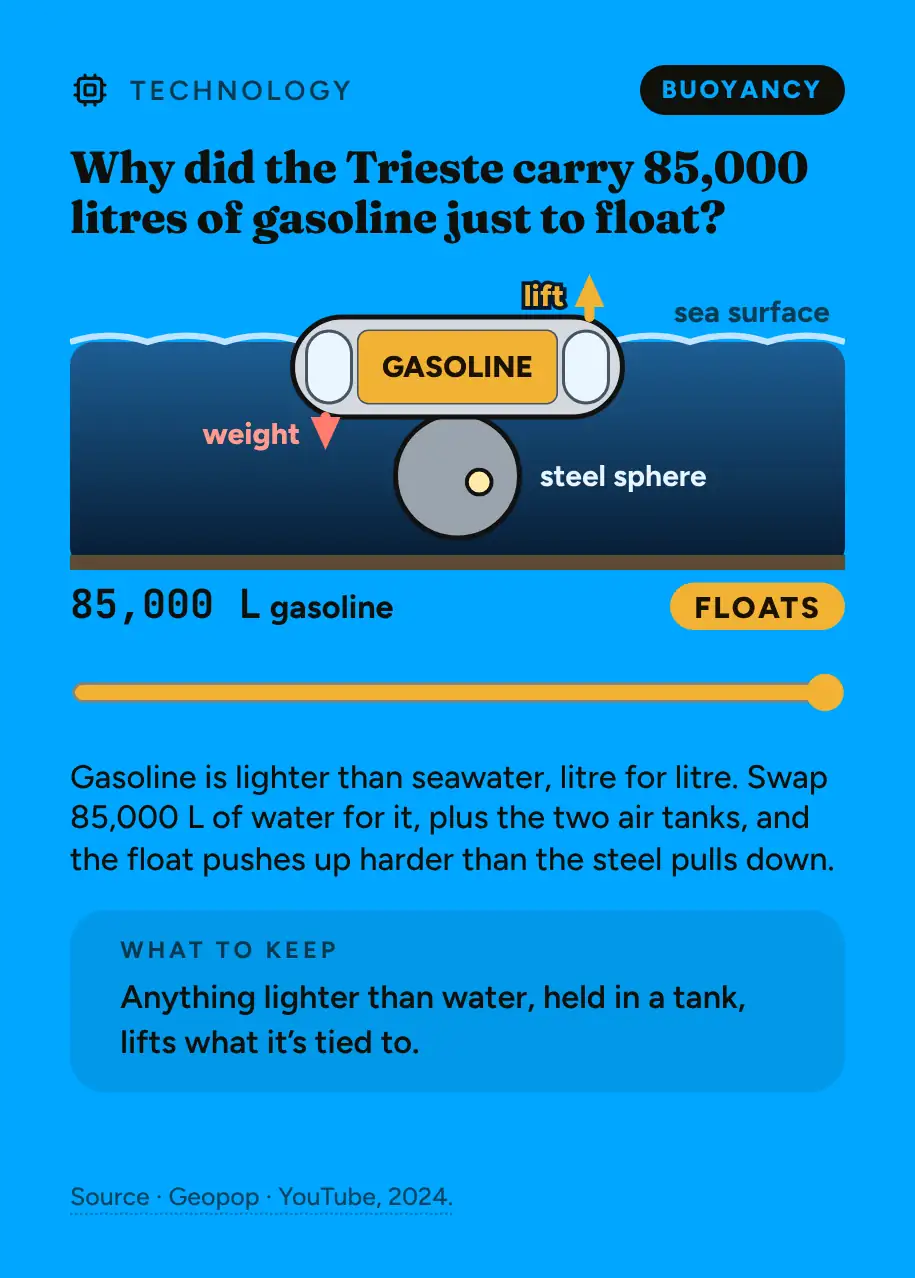 TECHNOLOGY
BUOYANCY
Why did the Trieste carry 85,000
litres of gasoline just to float?
lift
sea surface
GASOLINE
weight
steel sphere
85,000 L gasoline
FLOATS
Gasoline is lighter than seawater, litre for litre. Swap
85,000 L of water for it, plus the two air tanks, and
the float pushes up harder than the steel pulls down.
WHAT TO KEEP
Anything lighter than water, held in a tank,
lifts what it’s tied to.
Source · Geopop · YouTube, 2024.